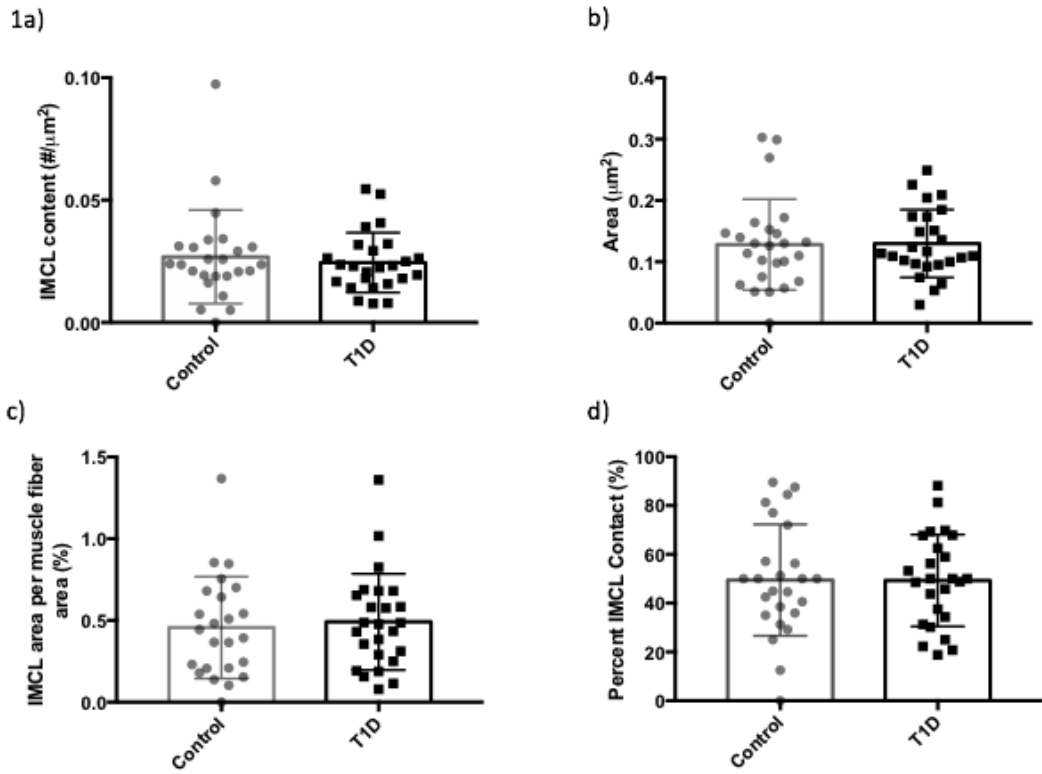 1a)
IMCL content (#/μm²)
0.10
0.05
0.00
Control
T1D
b)
Area (μm²)
0.4
0.3
0.2
0.1
0.0
Control
T1D
c)
IMCL area per muscle fiber
area (%)
1.5
1.0
0.5
0.0
Control
T1D
d)
Percent IMCL Contact (%)
100
80
60
40
20
0
Control
T1D